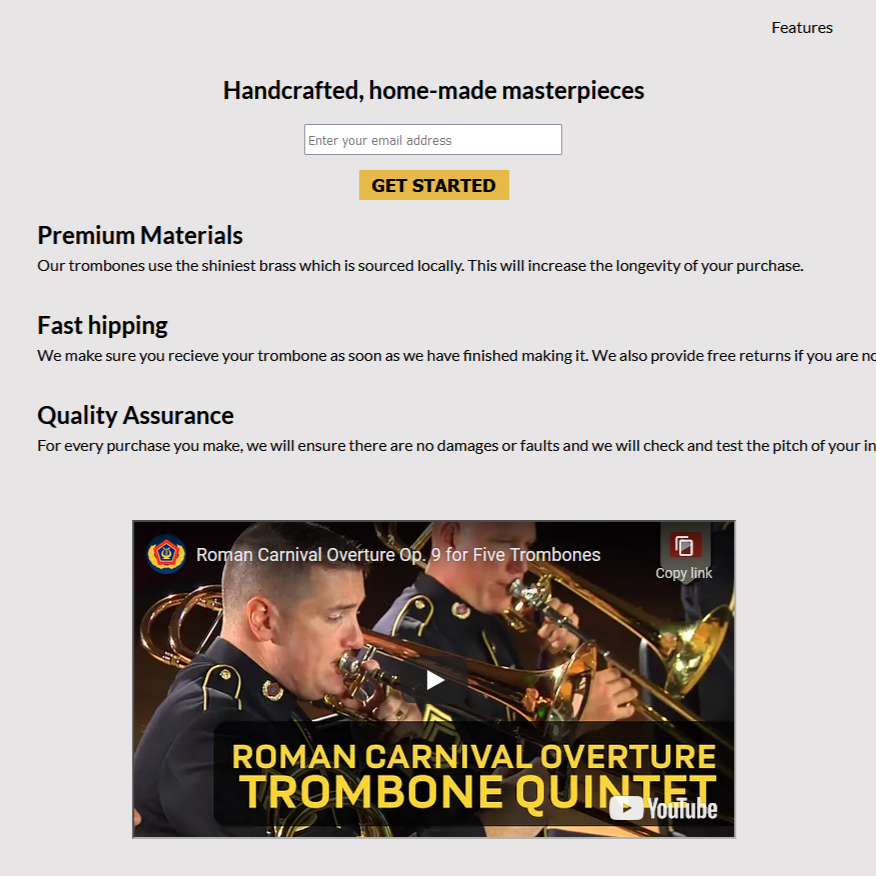 Features
Handcrafted, home-made masterpieces
Enter your email address
GET STARTED
Premium Materials
Our trombones use the shiniest brass which is sourced locally. This will increase the longevity of your purchase.
Fast hipping
We make sure you recieve your trombone as soon as we have finished making it. We also provide free returns if you are
Quality Assurance
For every purchase you make, we will ensure there are no damages or faults and we will check and test the pitch of your
Roman Carnival Overture Op. 9 for Five Trombones
Copy link
ROMAN CARNIVAL OVERTURE
TROMBONE QUINTET
YouTube